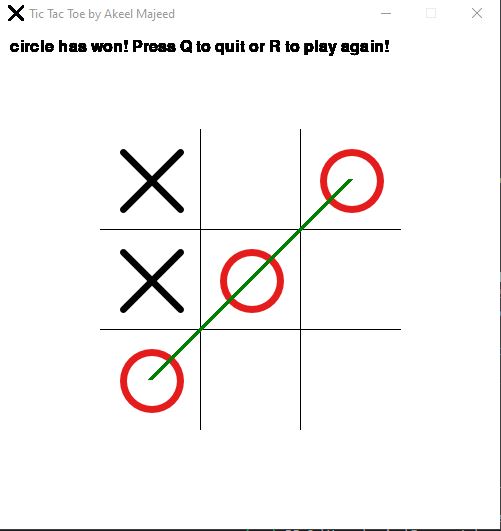 Tic Tac Toe by Akeel Majeed
circle has won! Press Q to quit or R to play again!